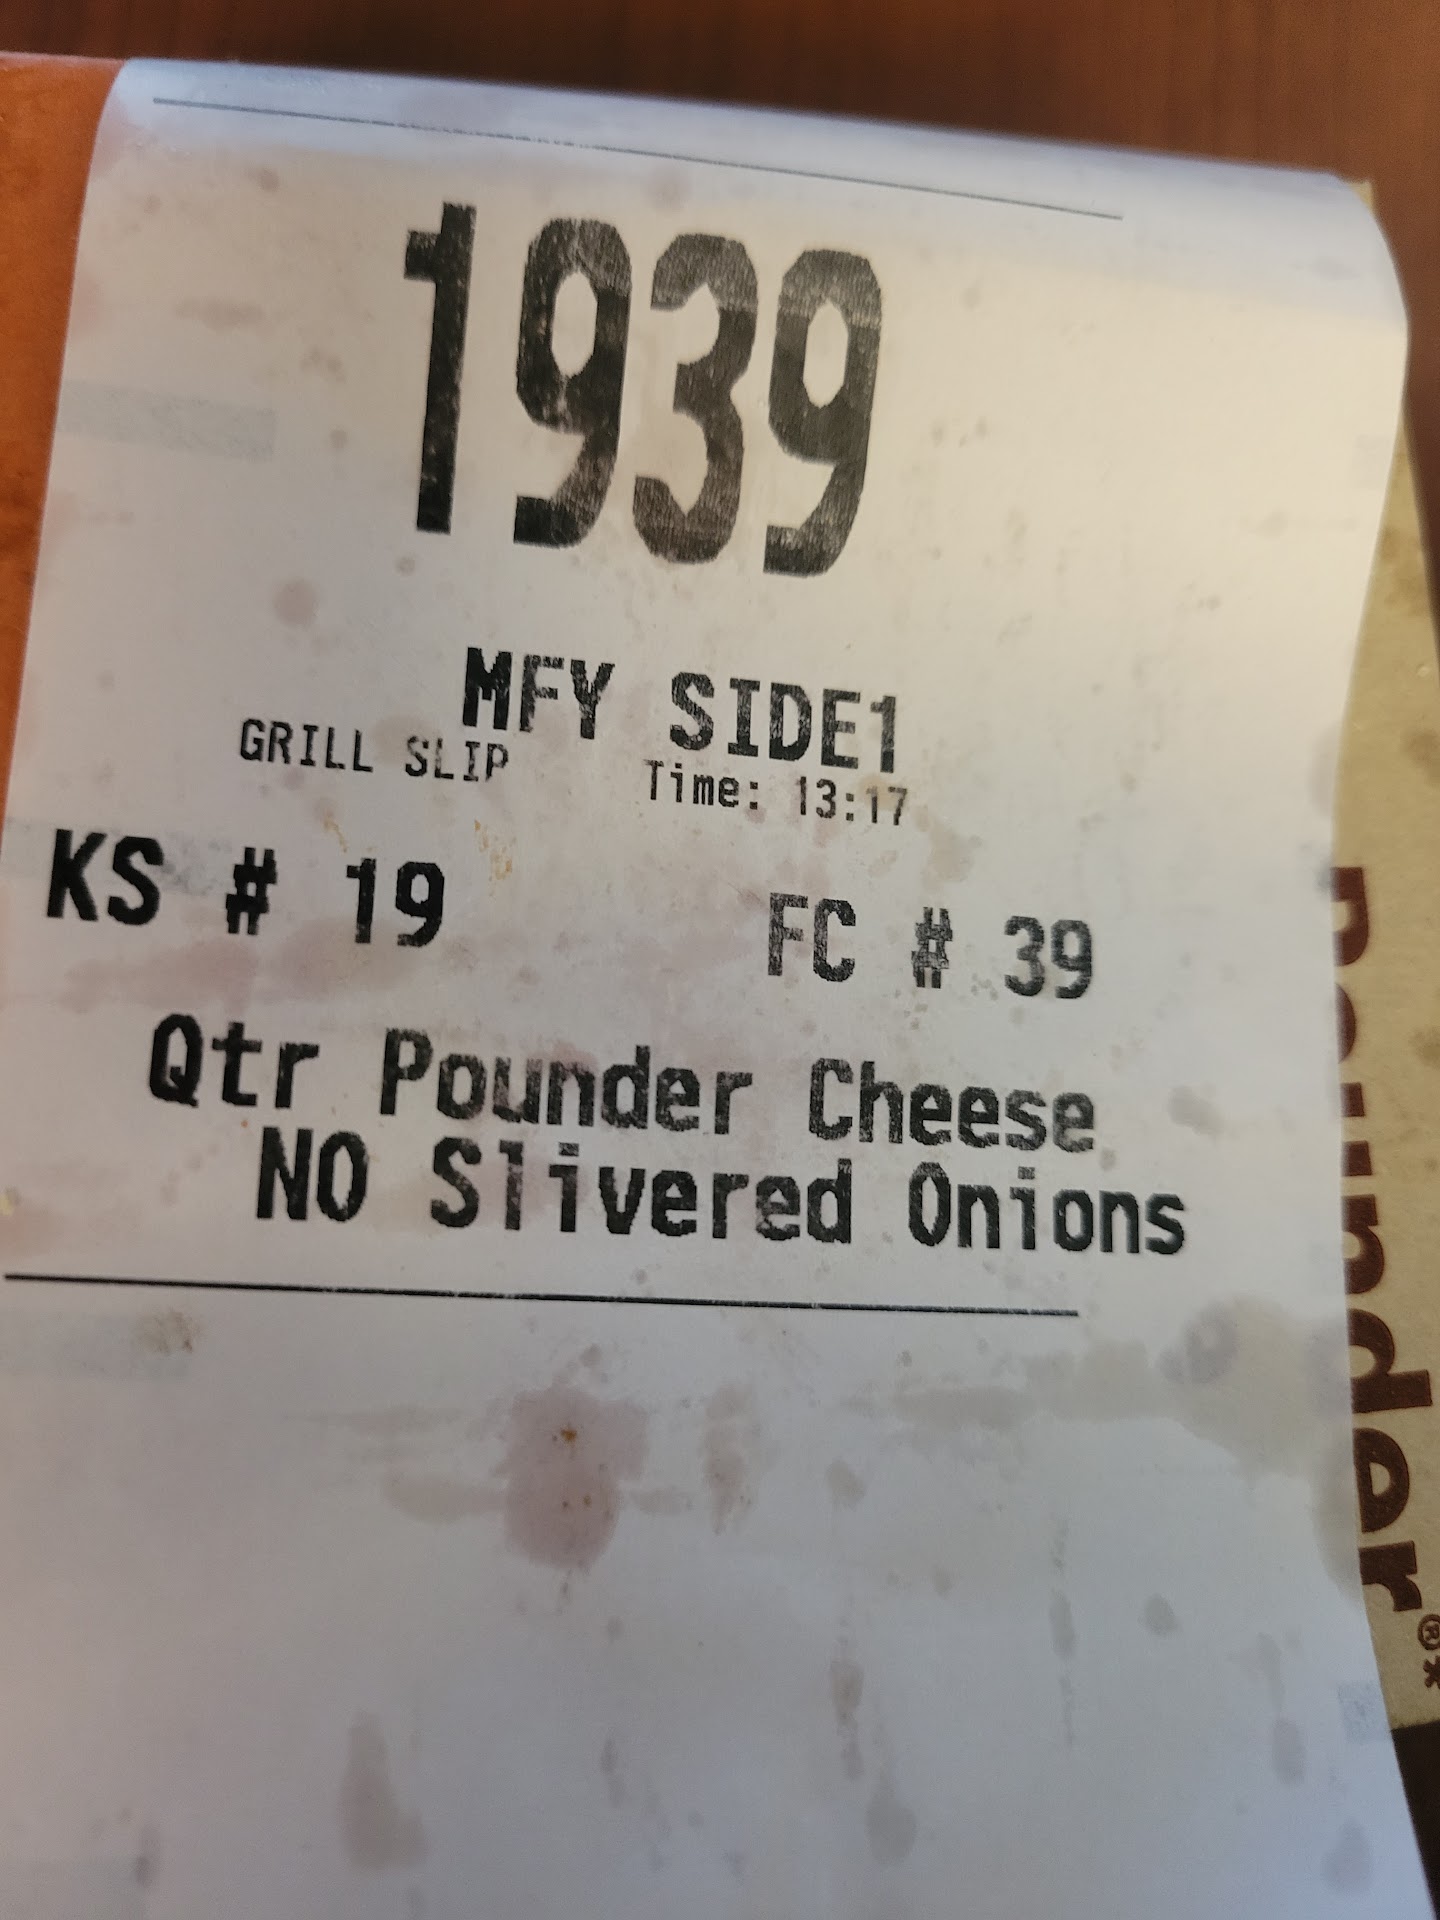 1939
MFY SIDE1
GRILL SLIP Time: 13:17
KS # 19 FC # 39
Qtr Pounder Cheese
NO Slivered Onions
Pounder®*